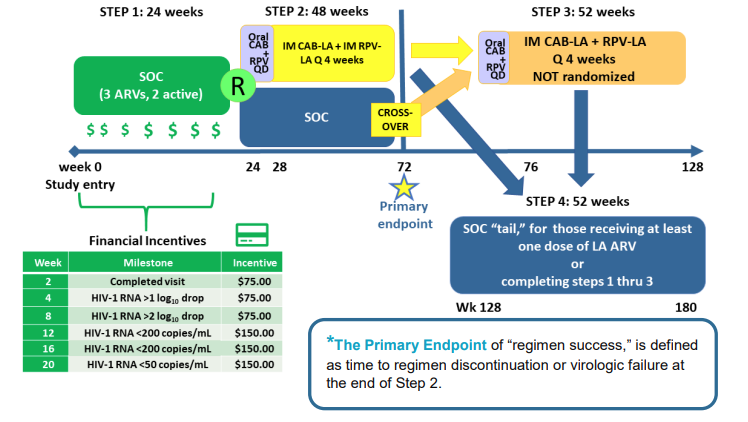 STEP 1: 24 weeks
STEP 2: 48 weeks
STEP 3: 52 weeks
SOC
(3 ARVs, 2 active)
R
Oral
CAB
+
RPV
QD
IM CAB-LA + IM RPV-
LA Q 4 weeks
SOC
CROSS-
OVER
Oral
CAB
+
RPV
QD
IM CAB-LA + RPV-LA
Q 4 weeks
NOT randomized
$ $ $ $ $ $ $
week 0
Study entry
24 28
72
76
128
Primary
endpoint
STEP 4: 52 weeks
SOC “tail,” for those receiving at least
one dose of LA ARV
or
completing steps 1 thru 3
Wk 128
180
Financial Incentives
Week Milestone Incentive
2 Completed visit $75.00
4 HIV-1 RNA >1 log10 drop $75.00
8 HIV-1 RNA >2 log10 drop $75.00
12 HIV-1 RNA <200 copies/mL $150.00
16 HIV-1 RNA <200 copies/mL $150.00
20 HIV-1 RNA <50 copies/mL $150.00
*The Primary Endpoint of “regimen success,” is defined
as time to regimen discontinuation or virologic failure at
the end of Step 2.